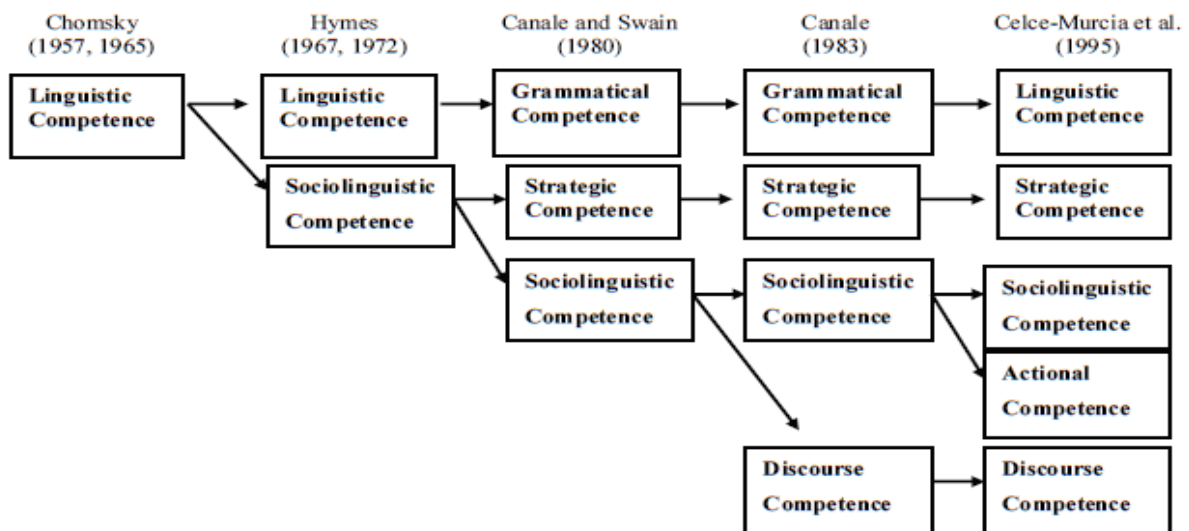 Chomsky
(1957, 1965)
Hymes
(1967, 1972)
Canale and Swain
(1980)
Canale
(1983)
Celce-Murcia et al.
(1995)
Linguistic
Competence
Linguistic
Competence
Grammatical
Competence
Grammatical
Competence
Linguistic
Competence
Sociolinguistic
Competence
Strategic
Competence
Strategic
Competence
Strategic
Competence
Sociolinguistic
Competence
Sociolinguistic
Competence
Sociolinguistic
Competence
Actional
Competence
Discourse
Competence
Discourse
Competence